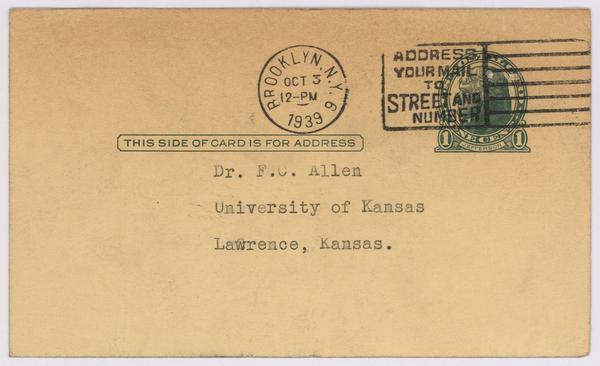 BROOKLYN, N.Y. 6
OCT 3
12-PM
1939
ADDRESS
YOUR MAIL
TO
STREET AND
NUMBER
1 JEFFERSON 1
THIS SIDE OF CARD IS FOR ADDRESS
Dr. F.C. Allen
University of Kansas
Lawrence, Kansas.